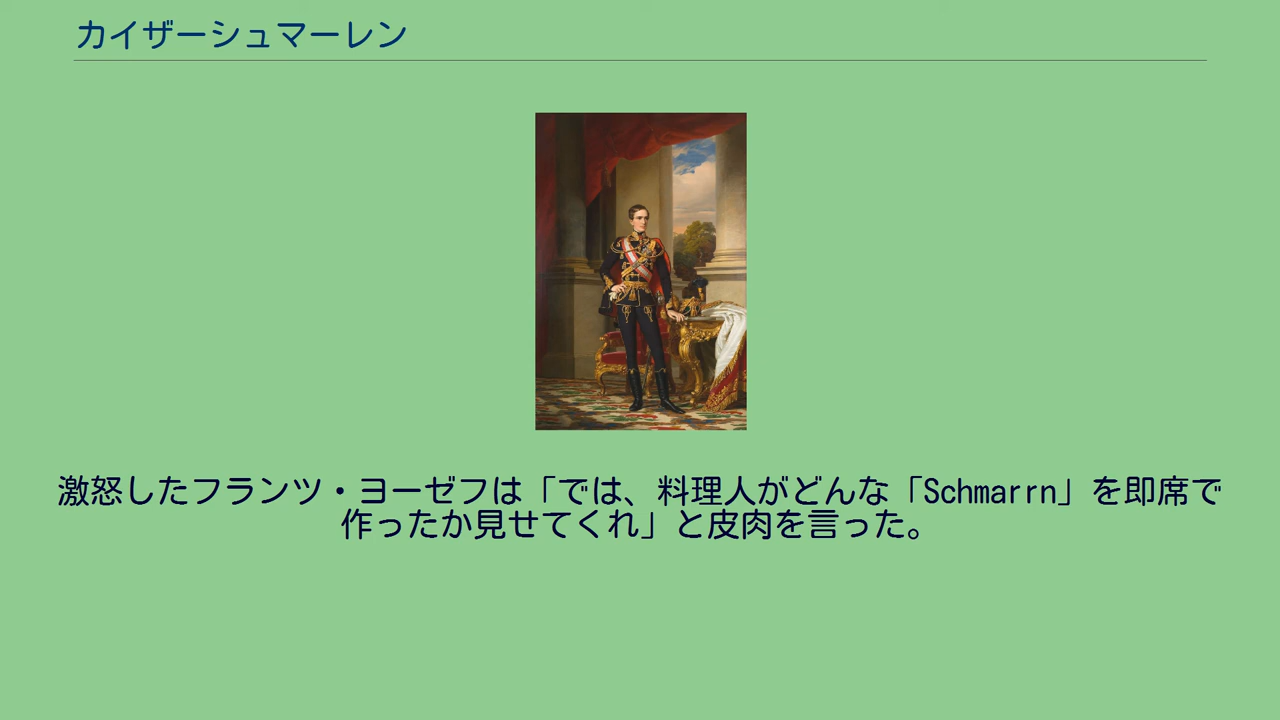 カイザーシュマーレン
激怒したフランツ・ヨーゼフは「では、料理人がどんな「Schmarrn」を即席で
作ったか見せてくれ」と皮肉を言った。